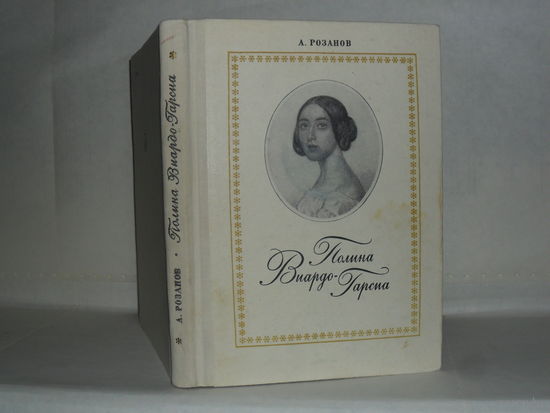 А. РОЗАНОВ
Полина
Виардо-
Гарсиа
А. РОЗАНОВ • Полина Виардо-Гарсиа